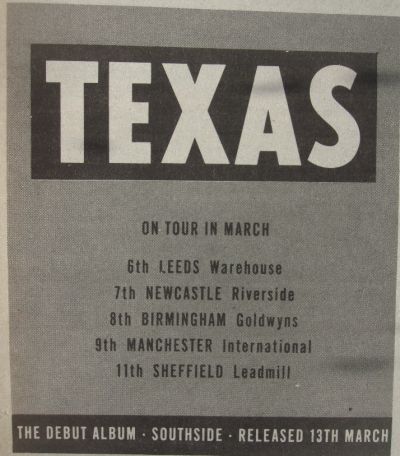 TEXAS
ON TOUR IN MARCH
6th LEEDS Warehouse
7th NEWCASTLE Riverside
8th BIRMINGHAM Goldwyns
9th MANCHESTER International
11th SHEFFIELD Leadmill
THE DEBUT ALBUM · SOUTHSIDE · RELEASED 13TH MARCH